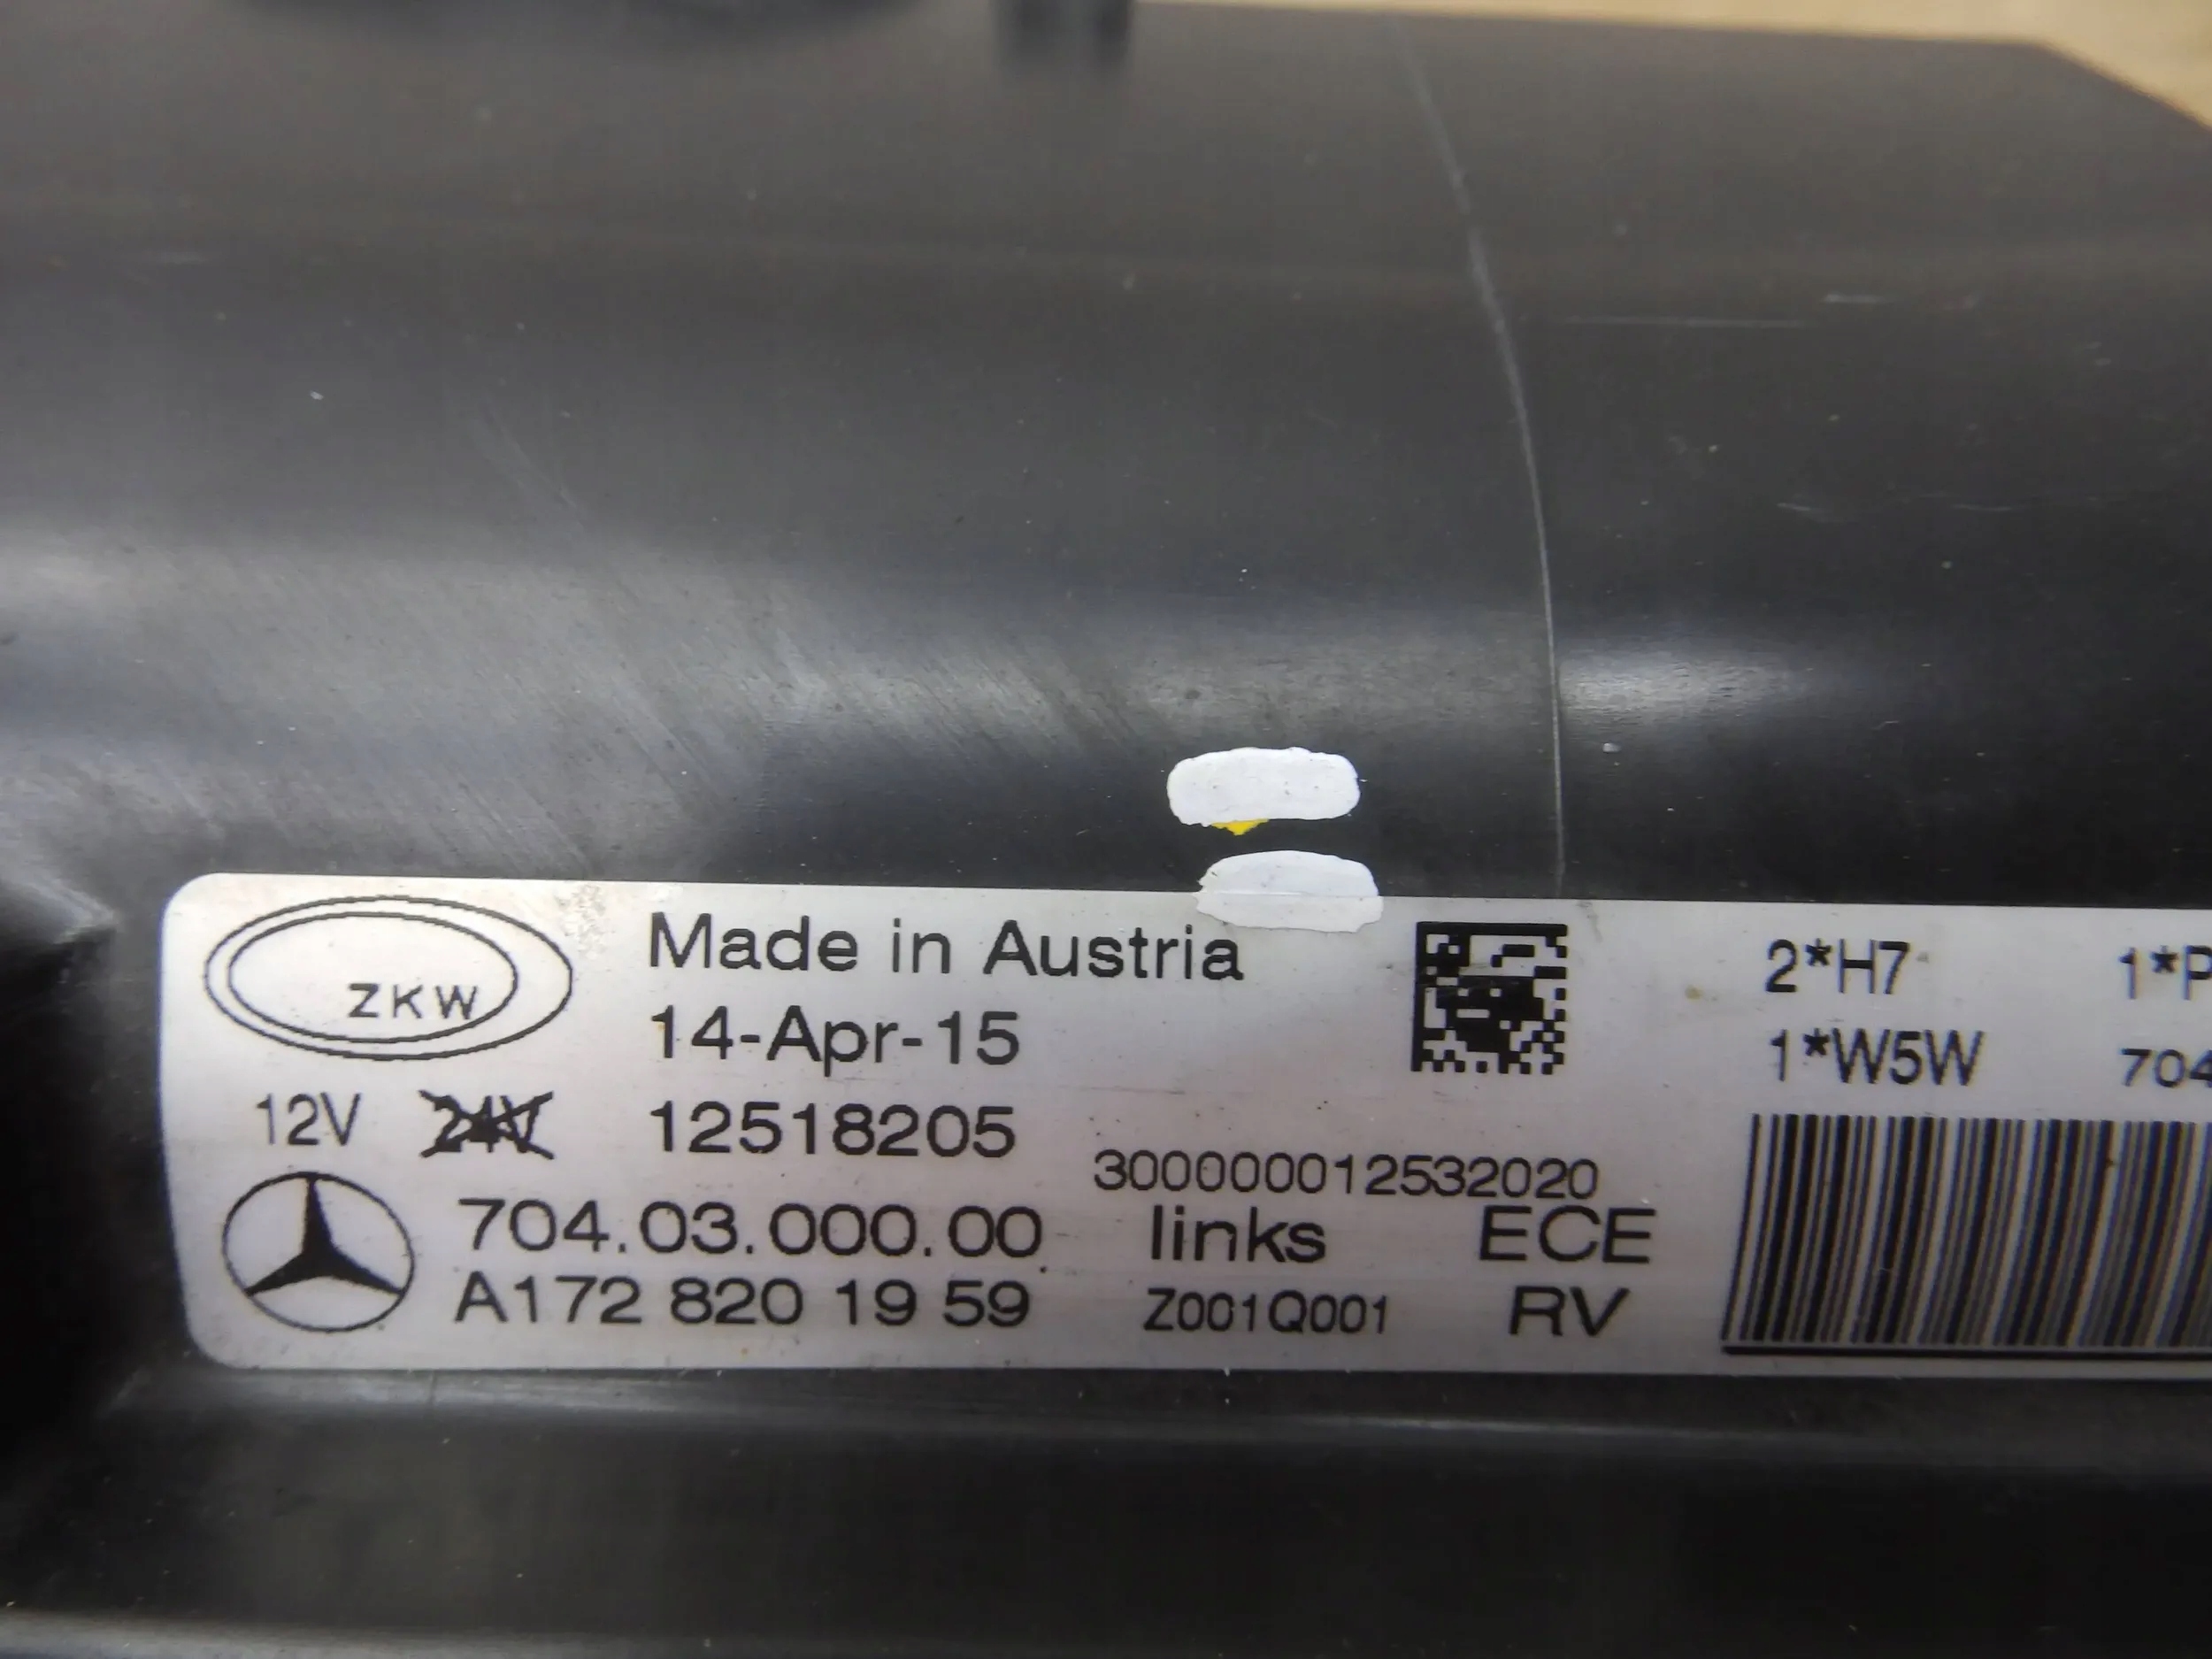 ZKW
Made in Austria
14-Apr-15
12V 24V 12518205
300000012532020
704.03.000.00 links ECE
A172 820 19 59 Z001Q001 RV
2*H7 1*P
1*W5W 704